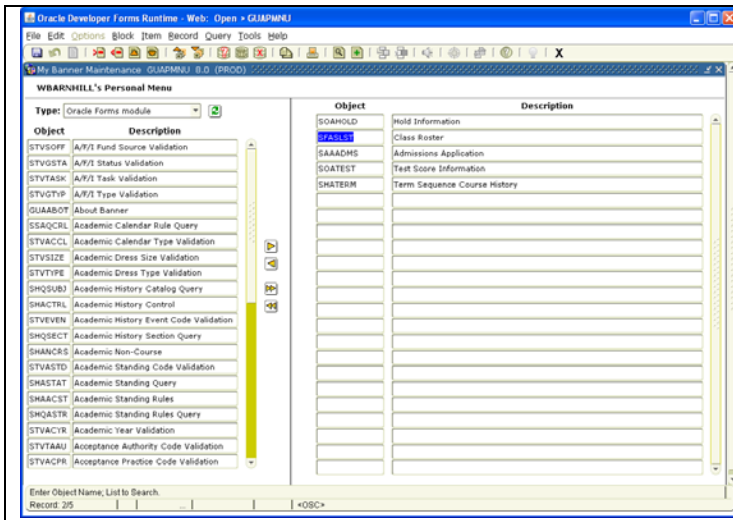 Oracle Developer Forms Runtime - Web: Open > GUAPMNU
File Edit Options Block Item Record Query Tools Help
X
My Banner Maintenance GUAPMNU 8.0 (PROD)
WBARNHILL's Personal Menu
Type: Oracle Forms module
Object Description
STVSOFF A/F/I Fund Source Validation
STVGSTA A/F/I Status Validation
STVTASK A/F/I Task Validation
STVGTYP A/F/I Type Validation
GUAABOT About Banner
SSAQCRL Academic Calendar Rule Query
STVACCL Academic Calendar Type Validation
STVSIZE Academic Dress Size Validation
STVTYPE Academic Dress Type Validation
SHQSUBJ Academic History Catalog Query
SHACTRL Academic History Control
STVEVEN Academic History Event Code Validation
SHQSECT Academic History Section Query
SHANCRS Academic Non-Course
STVASTD Academic Standing Code Validation
SHASTAT Academic Standing Query
SHAACST Academic Standing Rules
SHQASTR Academic Standing Rules Query
STVACYR Academic Year Validation
STVTAAU Acceptance Authority Code Validation
STVACPR Acceptance Practice Code Validation
Object Description
SOAHOLD Hold Information
SFASLST Class Roster
SAAADMS Admissions Application
SOATEST Test Score Information
SHATERM Term Sequence Course History
Enter Object Name; List to Search.
Record: 2/5 ... <OSC>